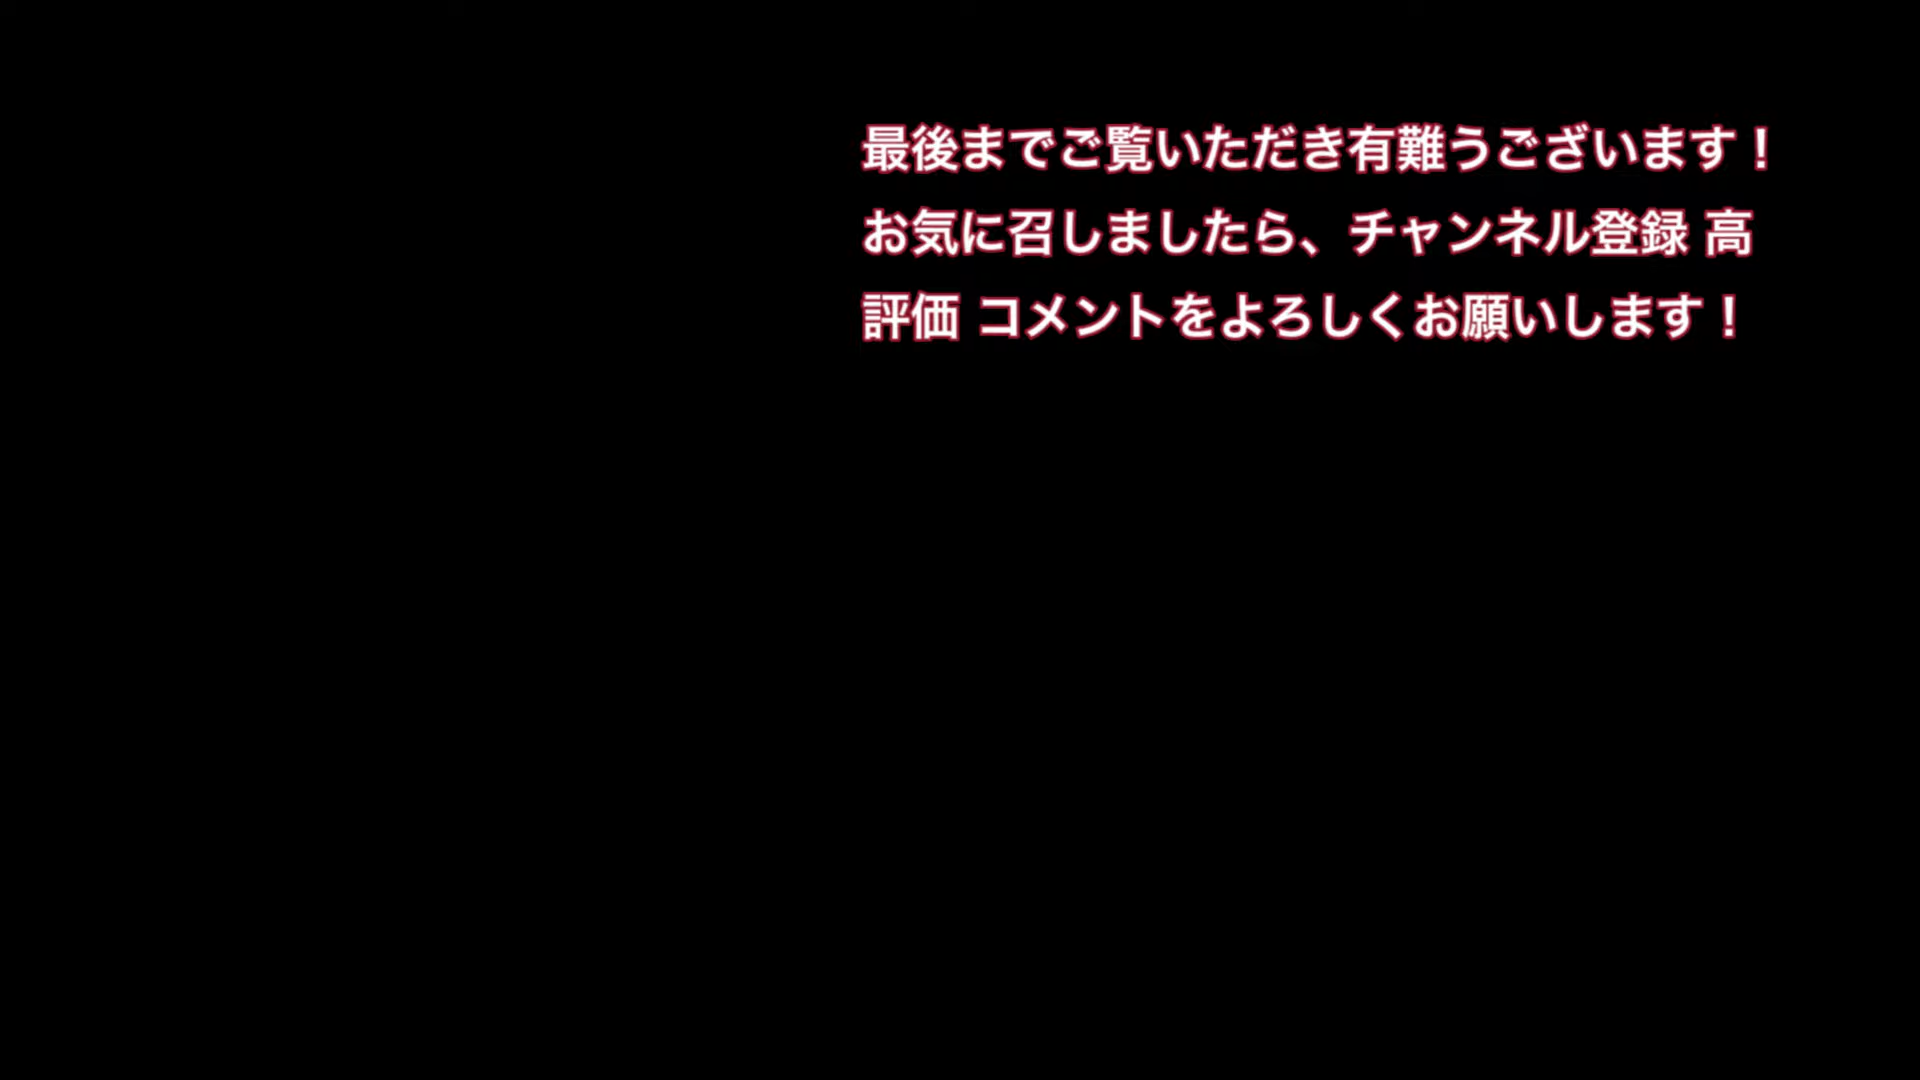 最後までご覧いただき有難うございます！
お気に召しましたら、チャンネル登録 高
評価 コメントをよろしくお願いします！